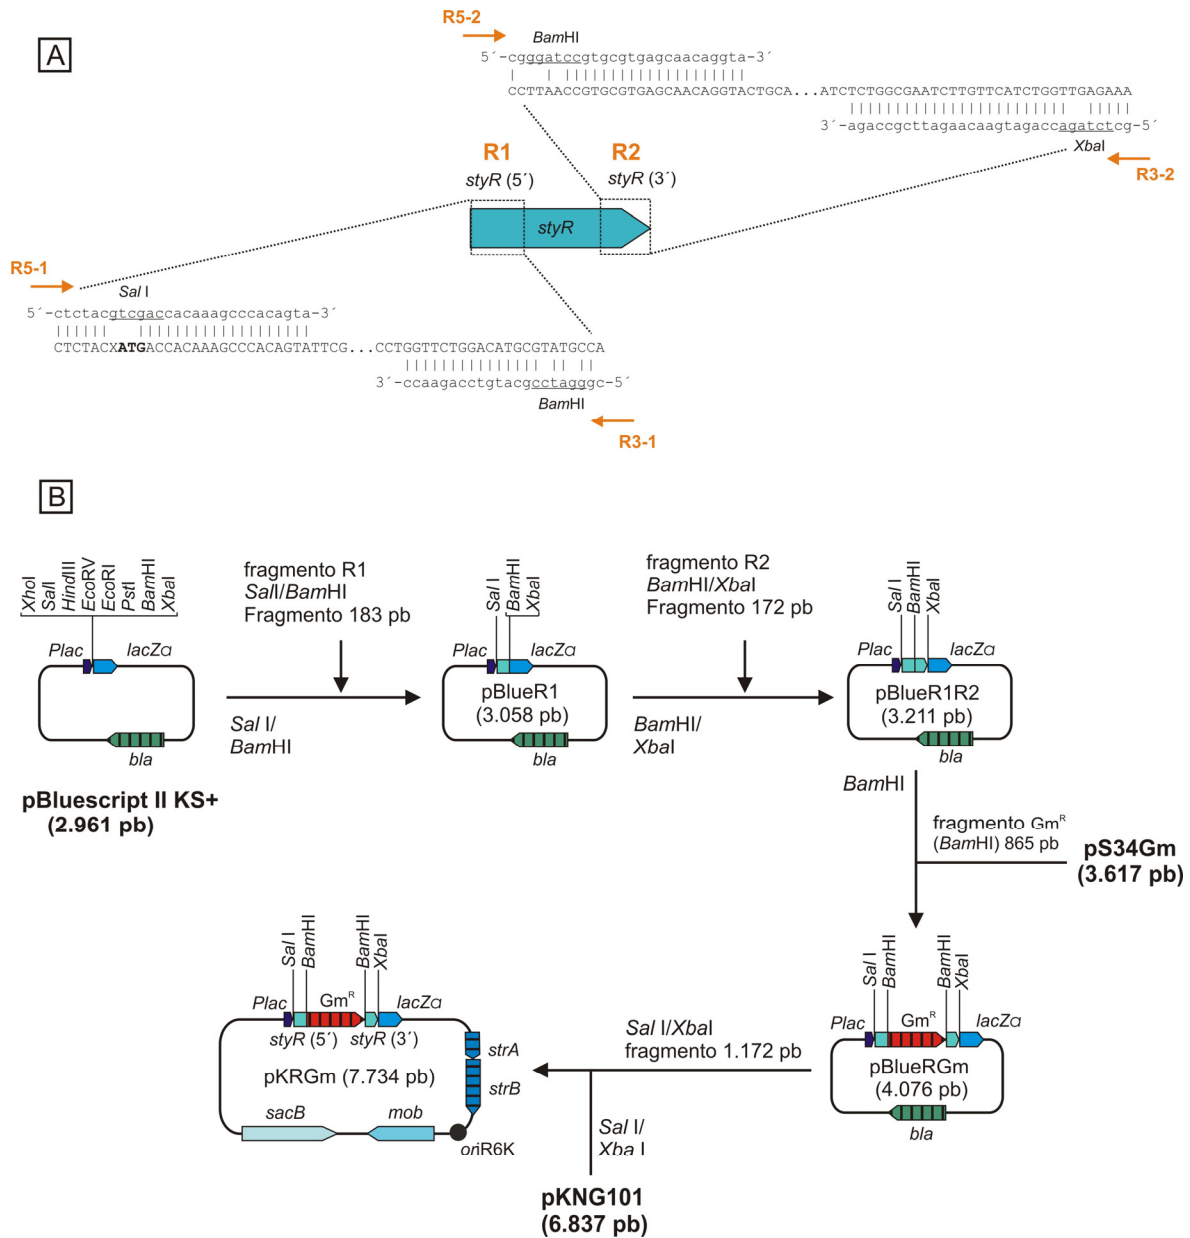 A
R5-2
BamHI
5´-cgggatccgtgcgtgagcaacaggta-3´
CCTTAACCGTGCGTGAGCAACAGGTACTGCA...ATCTCTGGCGAATCTTGTTCATCTGGTTGAGAAA
3´-agaccgcttagaacaagtagaccagatctcg-5´
XbaI
R3-2
R1
R2
styR (5´)
styR (3´)
styR
R5-1
Sal I
5´-ctctacgtcgaccacaaagcccacagta-3´
CTCTACXATGACCACAAAGCCCACAGTATTCG...CCTGGTTCTGGACATGCGTATGCCA
3´-ccaagacctgtacgcctagggc-5´
BamHI
R3-1
B
XhoI
SalI
HindIII
EcoRV
EcoRI
PstI
BamHI
XbaI
Plac
lacZα
bla
pBluescript II KS+
(2.961 pb)
fragmento R1
SalI/BamHI
Fragmento 183 pb
Sal I/
BamHI
Sal I
BamHI
XbaI
Plac
lacZα
pBlueR1
(3.058 pb)
bla
fragmento R2
BamHI/XbaI
Fragmento 172 pb
BamHI/
XbaI
Sal I
BamHI
XbaI
Plac
lacZα
pBlueR1R2
(3.211 pb)
bla
BamHI
fragmento Gmᴿ
(BamHI) 865 pb
pS34Gm
(3.617 pb)
Sal I
BamHI
BamHI
XbaI
Plac
Gmᴿ
lacZα
pBlueRGm
(4.076 pb)
bla
Sal I/XbaI
fragmento 1.172 pb
Sal I/
Xba I
pKNG101
(6.837 pb)
Sal I
BamHI
BamHI
XbaI
Plac
Gmᴿ
lacZα
styR (5´)
styR (3´)
strA
strB
pKRGm (7.734 pb)
sacB
mob
oriR6K